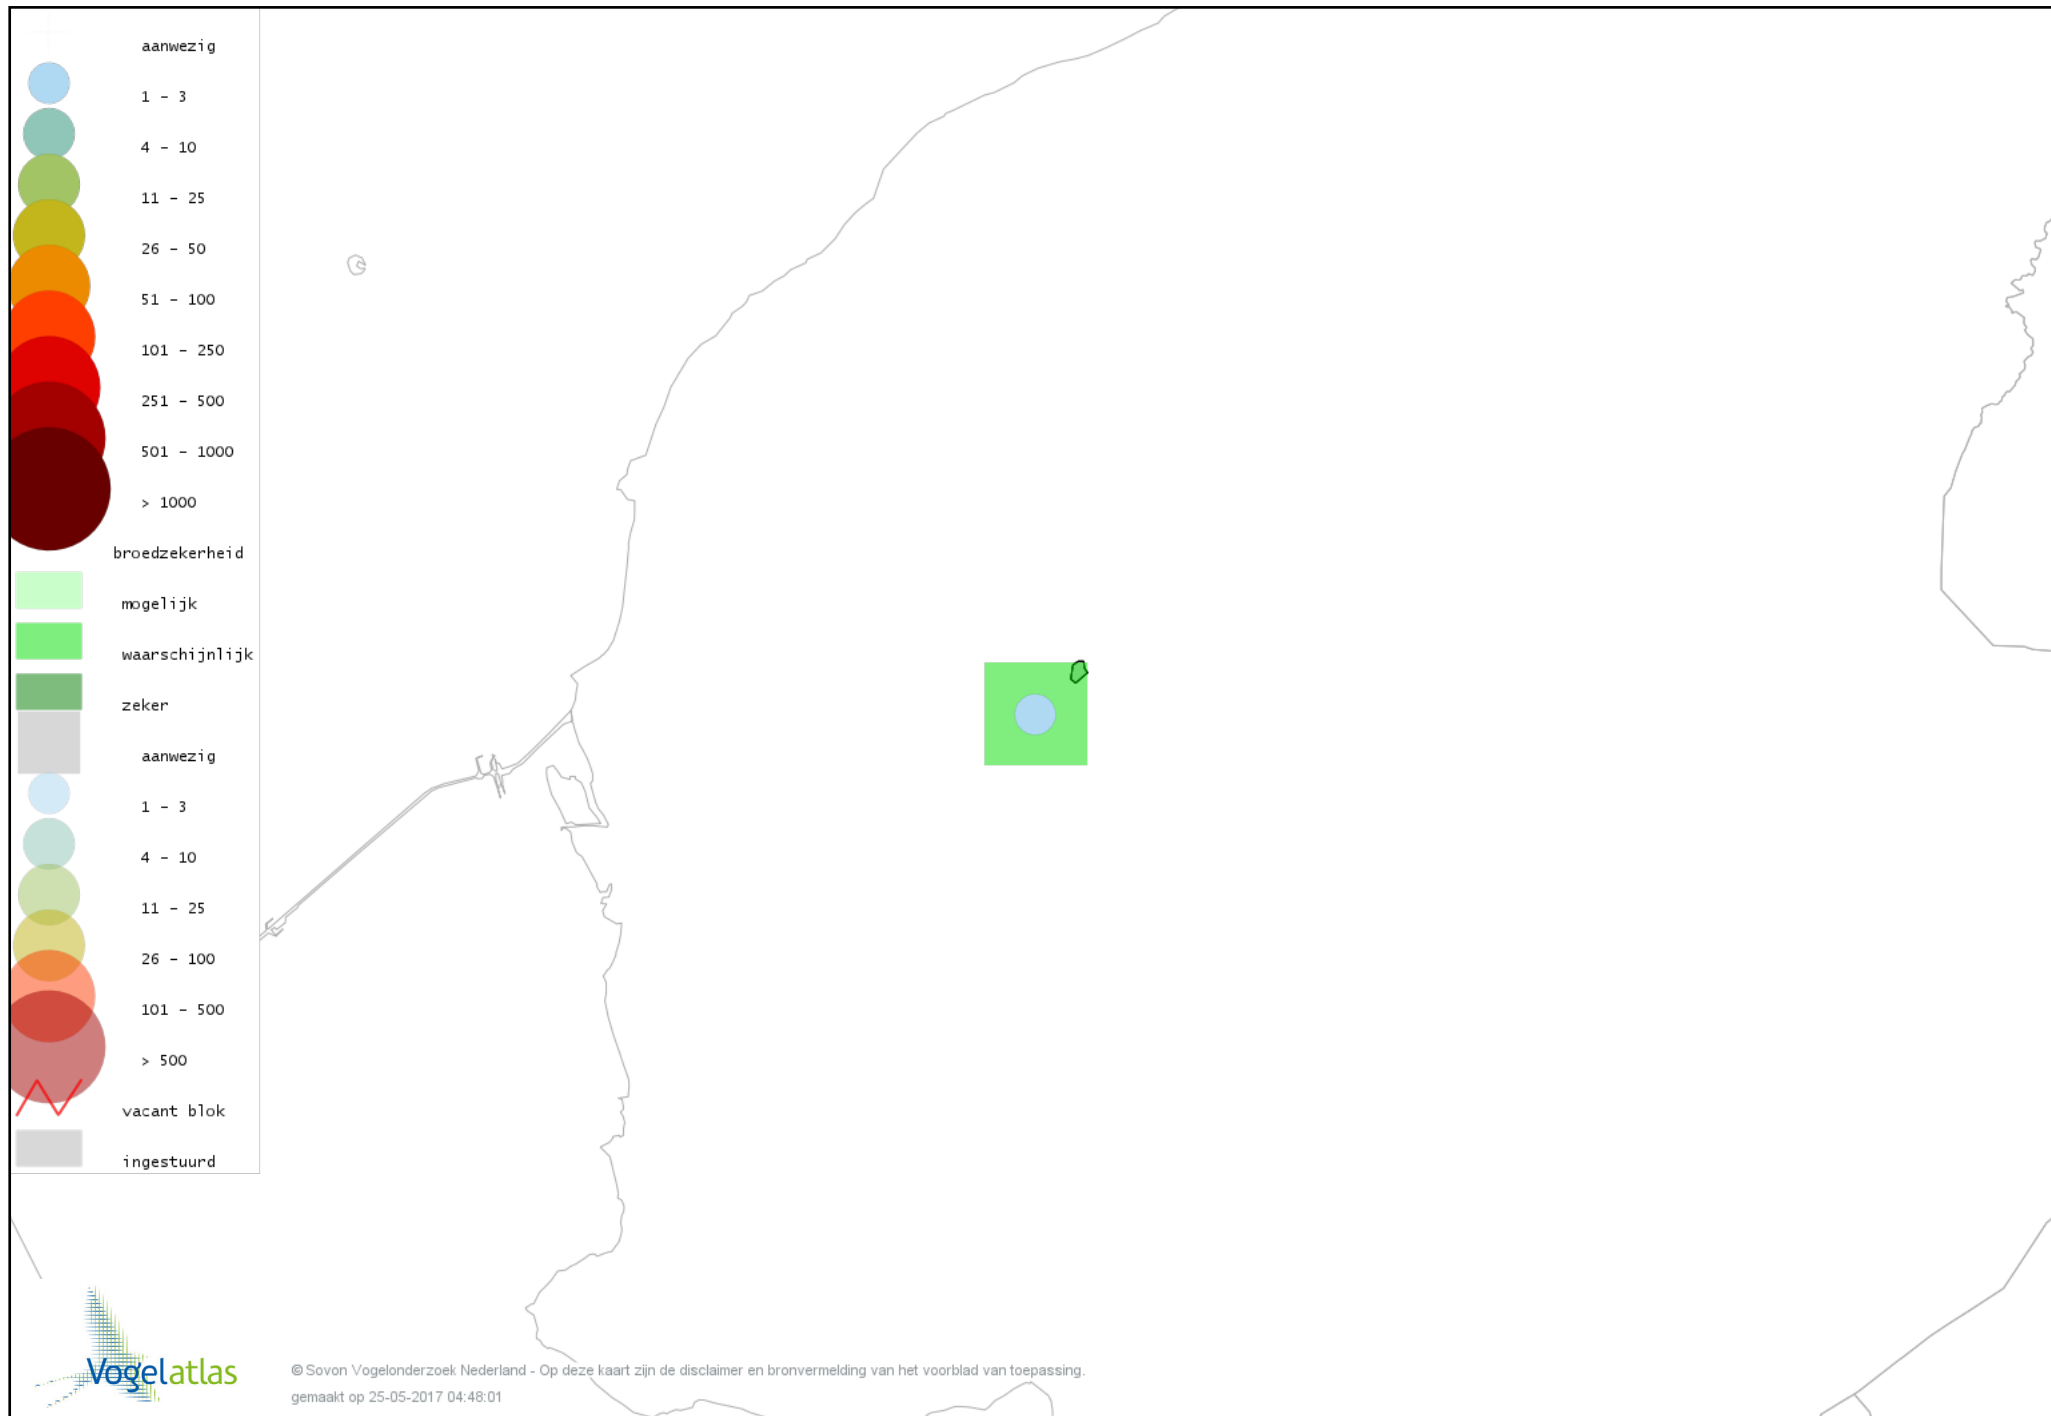 aanwezig
1 - 3
4 - 10
11 - 25
26 - 50
51 - 100
101 - 250
251 - 500
501 - 1000
> 1000
broedzekerheid
mogelijk
waarschijnlijk
zeker
aanwezig
1 - 3
4 - 10
11 - 25
26 - 100
101 - 500
> 500
vacant blok
ingestuurd
Vogelatlas
© Sovon Vogelonderzoek Nederland - Op deze kaart zijn de disclaimer en bronvermelding van het voorblad van toepassing.
gemaakt op 25-05-2017 04:48:01